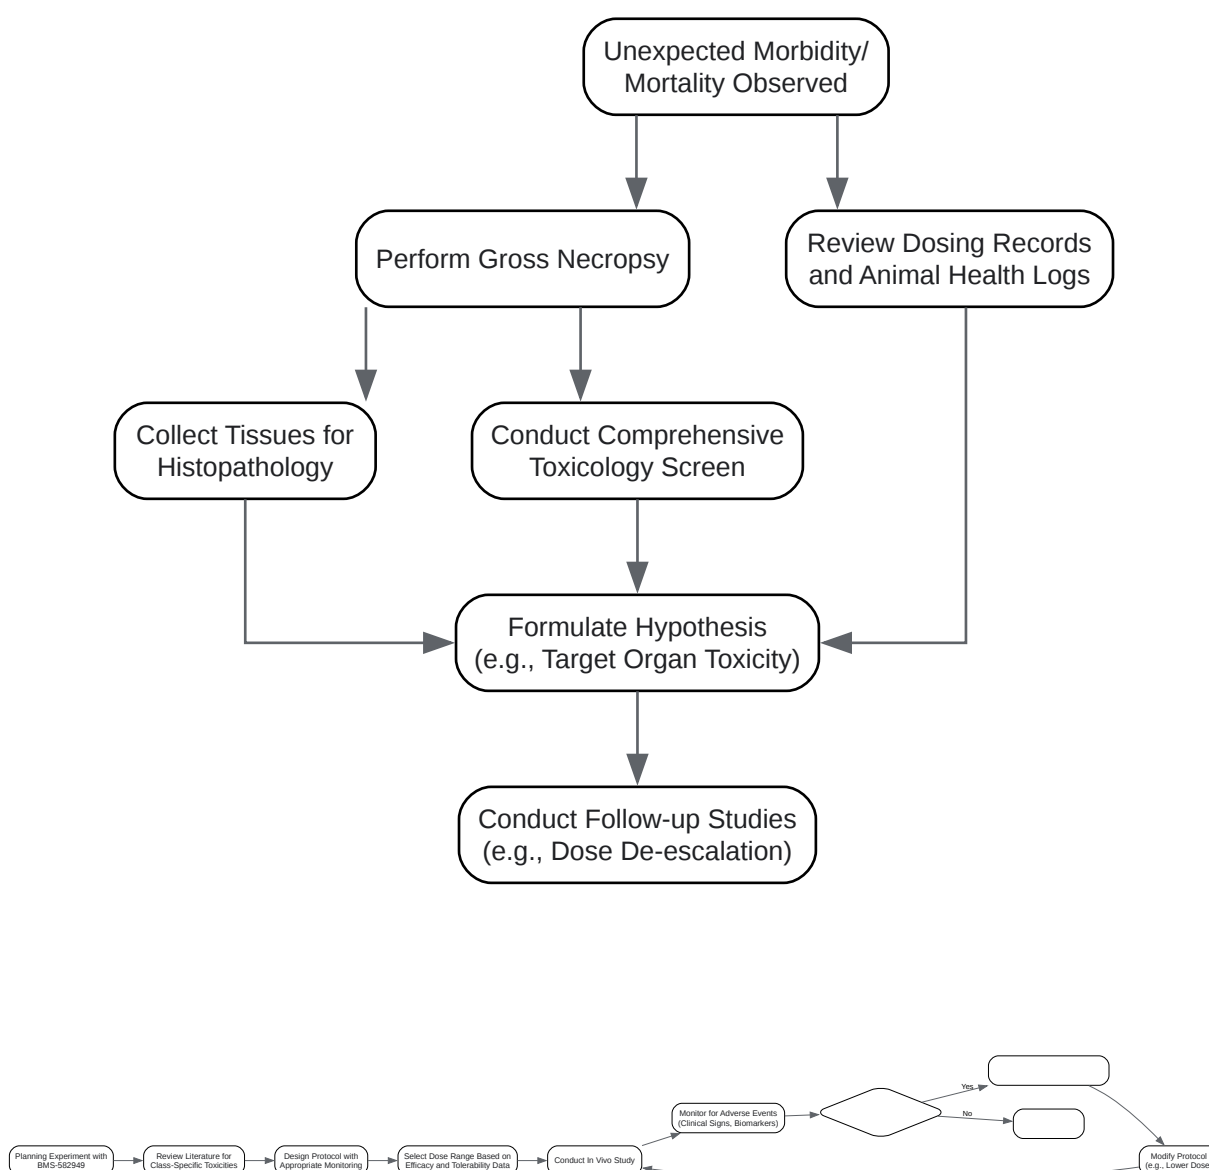 Unexpected Morbidity/
Mortality Observed
Perform Gross Necropsy
Review Dosing Records
and Animal Health Logs
Collect Tissues for
Histopathology
Conduct Comprehensive
Toxicology Screen
Formulate Hypothesis
(e.g., Target Organ Toxicity)
Conduct Follow-up Studies
(e.g., Dose De-escalation)
Yes
No
Monitor for Adverse Events
(Clinical Signs, Biomarkers)
Planning Experiment with
BMS-582949
Review Literature for
Class-Specific Toxicities
Design Protocol with
Appropriate Monitoring
Select Dose Range Based on
Efficacy and Tolerability Data
Conduct In Vivo Study
Modify Protocol
(e.g., Lower Dose